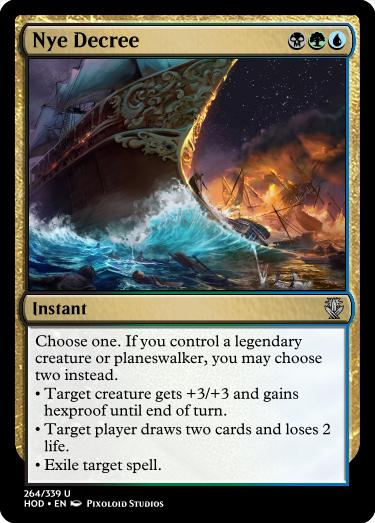 Nye Decree
Instant
Choose one. If you control a legendary
creature or planeswalker, you may choose
two instead.
• Target creature gets +3/+3 and gains
hexproof until end of turn.
• Target player draws two cards and loses 2
life.
• Exile target spell.
264/339 U
HOD • EN Pixoloid Studios